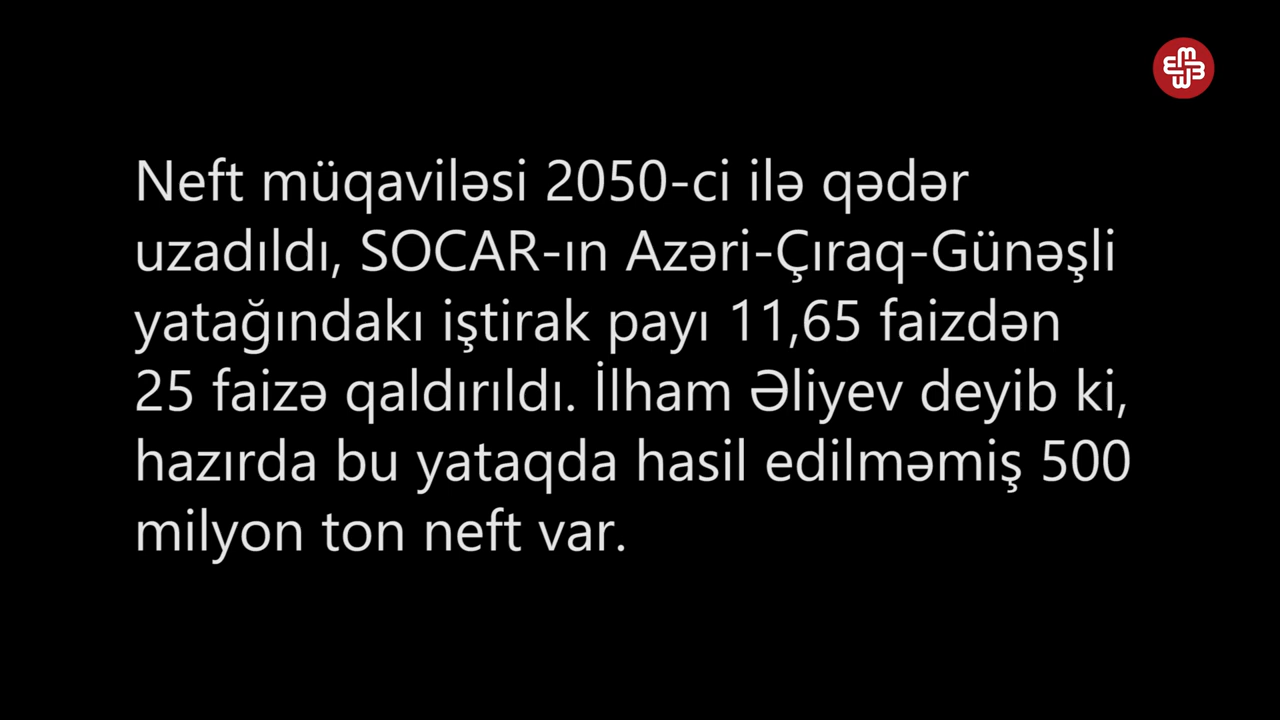 Neft müqaviləsi 2050-ci ilə qədər
uzadıldı, SOCAR-ın Azəri-Çıraq-Günəşli
yatağındakı iştirak payı 11,65 faizdən
25 faizə qaldırıldı. İlham Əliyev deyib ki,
hazırda bu yataqda hasil edilməmiş 500
milyon ton neft var.